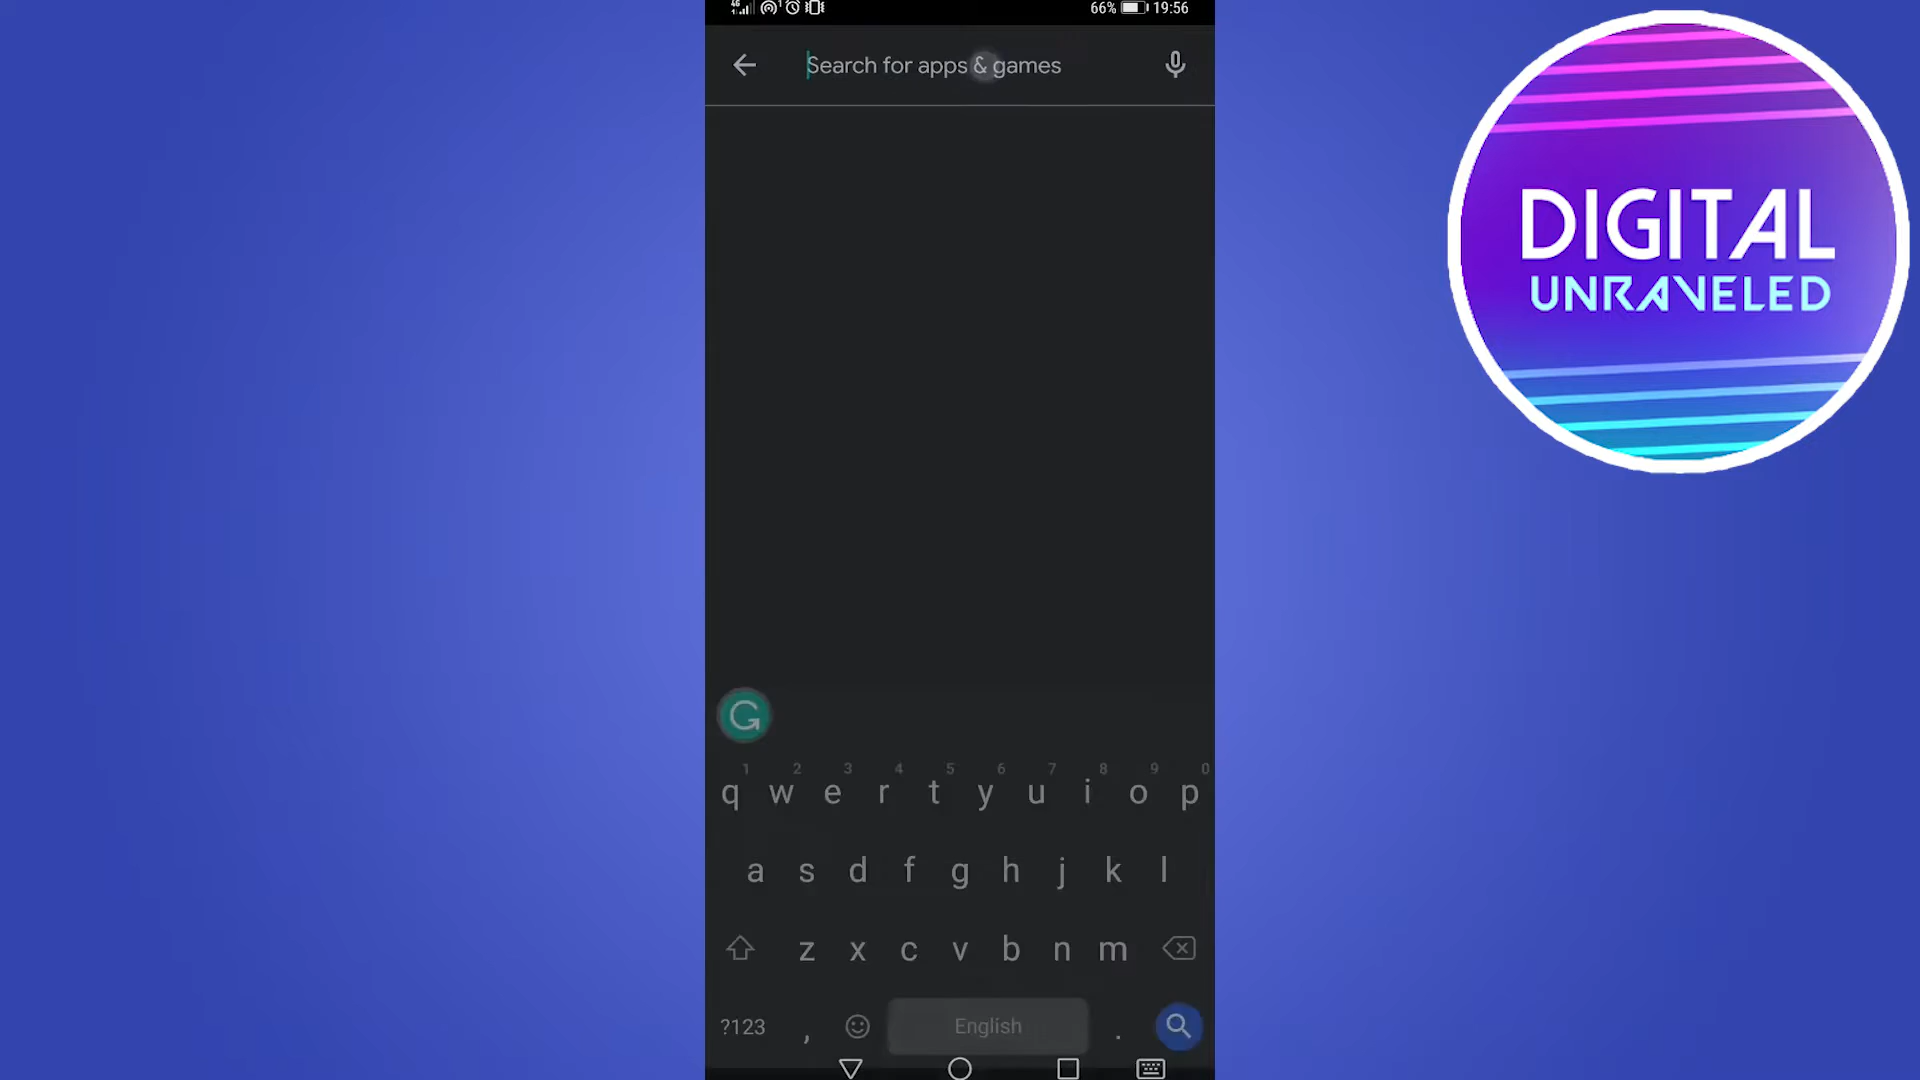 4G 66% 19:56
Search for apps & games
DIGITAL
UNRAVELED
1 2 3 4 5 6 7 8 9 0
q w e r t y u i o p
a s d f g h j k l
z x c v b n m
?123 , English .